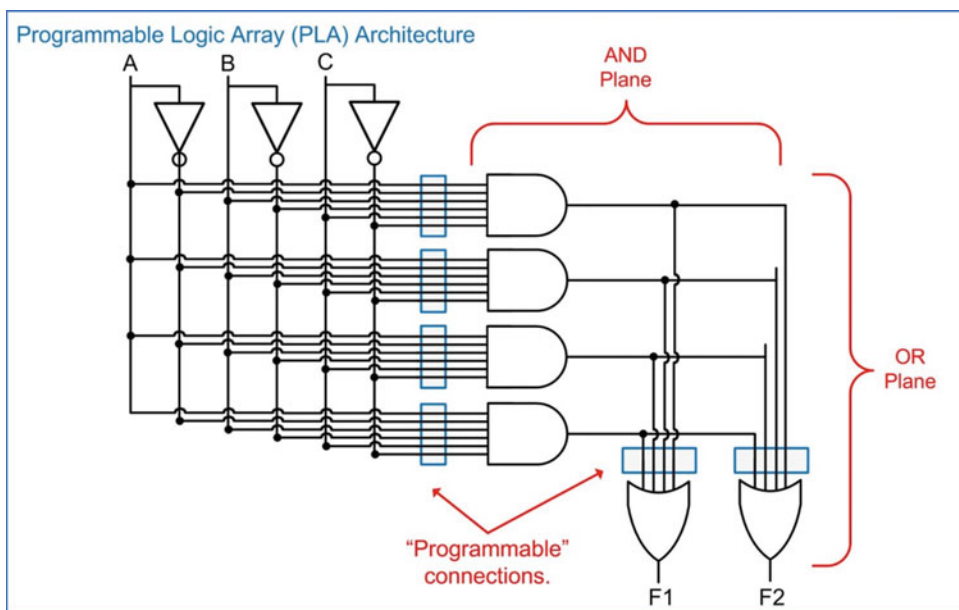 Programmable Logic Array (PLA) Architecture
A B C
AND
Plane
OR
Plane
“Programmable”
connections.
F1 F2